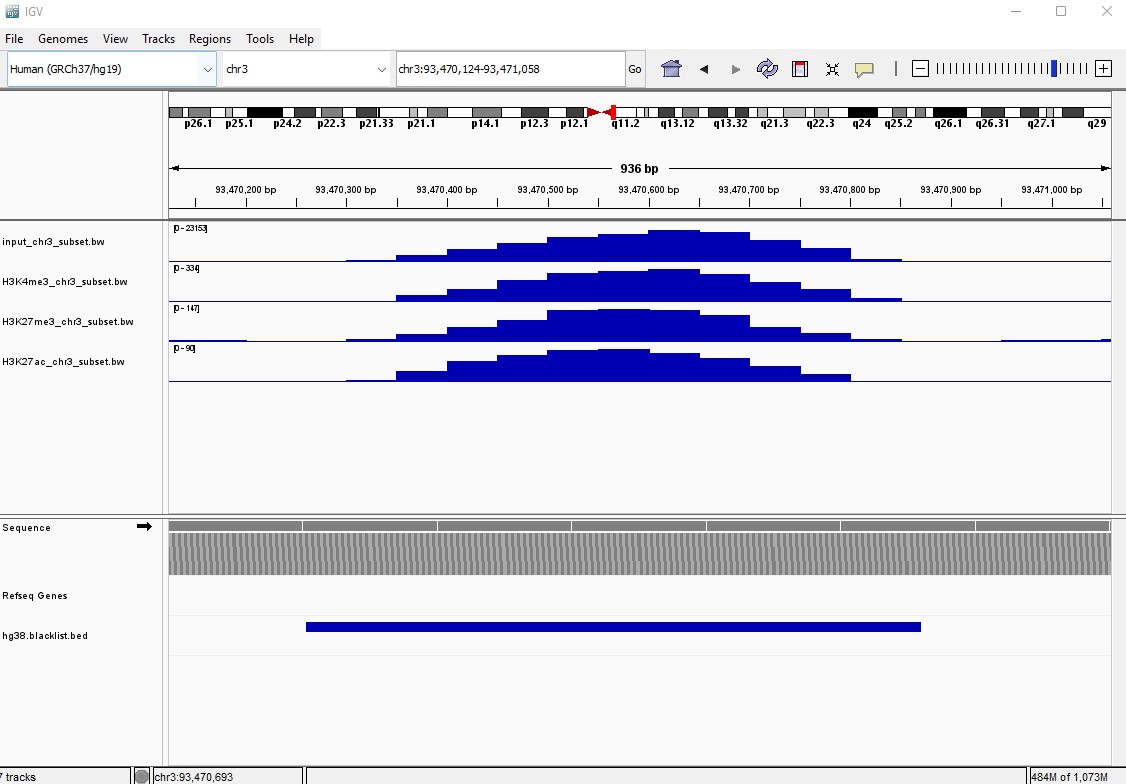 IGV
File Genomes View Tracks Regions Tools Help
Human (GRCh37/hg19) chr3 chr3:93,470,124-93,471,058 Go
p26.1 p25.1 p24.2 p22.3 p21.33 p21.1 p14.1 p12.3 p12.1 q11.2 q13.12 q13.32 q21.3 q22.3 q24 q25.2 q26.1 q26.31 q27.1 q29
936 bp
93,470,200 bp 93,470,300 bp 93,470,400 bp 93,470,500 bp 93,470,600 bp 93,470,700 bp 93,470,800 bp 93,470,900 bp 93,471,000 bp
[0 - 23153]
input_chr3_subset.bw
[0 - 334]
H3K4me3_chr3_subset.bw
[0 - 147]
H3K27me3_chr3_subset.bw
[0 - 90]
H3K27ac_chr3_subset.bw
Sequence
Refseq Genes
hg38.blacklist.bed
7 tracks chr3:93,470,693 484M of 1,073M